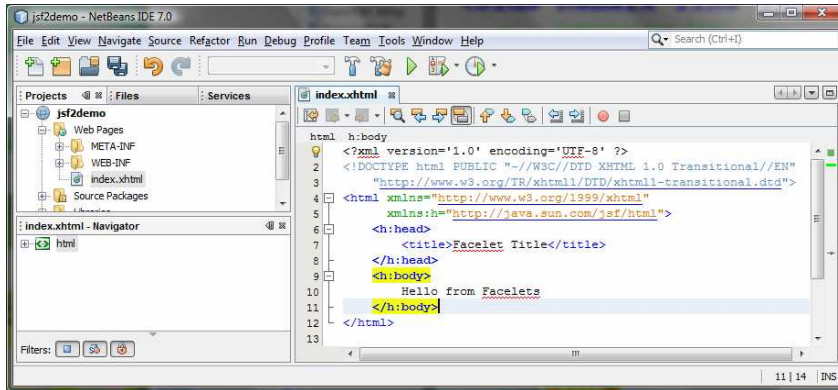 jsf2demo - NetBeans IDE 7.0
File Edit View Navigate Source Refactor Run Debug Profile Team Tools Window Help
Search (Ctrl+I)
Projects
Files
Services
index.xhtml
jsf2demo
Web Pages
META-INF
WEB-INF
index.xhtml
Source Packages
index.xhtml - Navigator
html
Filters:
html h:body
<?xml version='1.0' encoding='UTF-8' ?>
2 <!DOCTYPE html PUBLIC "-//W3C//DTD XHTML 1.0 Transitional//EN"
3 "http://www.w3.org/TR/xhtml1/DTD/xhtml1-transitional.dtd">
4 <html xmlns="http://www.w3.org/1999/xhtml"
5 xmlns:h="http://java.sun.com/jsf/html">
6 <h:head>
7 <title>Facelet Title</title>
8 </h:head>
9 <h:body>
10 Hello from Facelets
11 </h:body>
12 </html>
13
11 | 14 INS